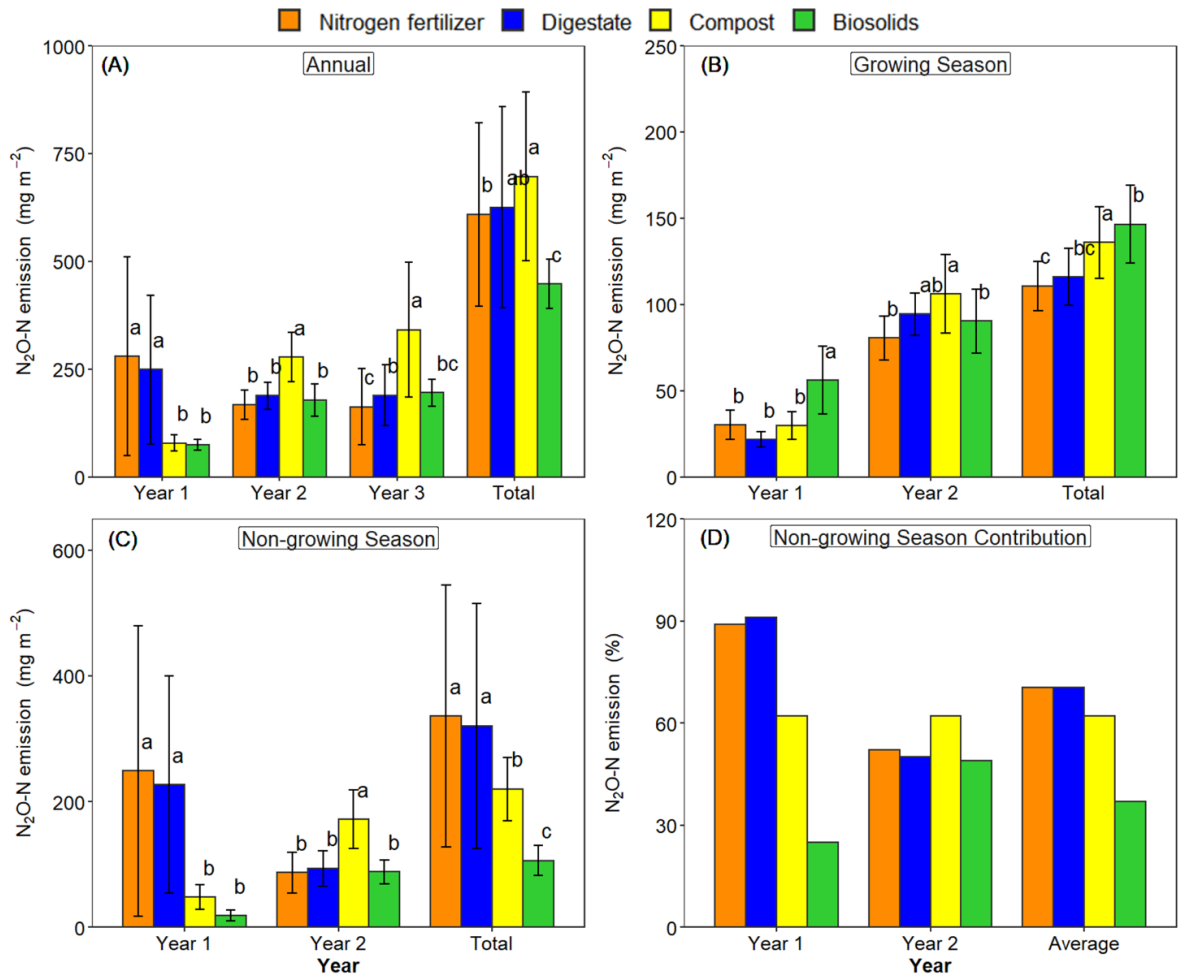 Nitrogen fertilizer Digestate Compost Biosolids
(A) Annual
N₂O-N emission (mg m⁻²)
1000
750
500
250
0
a a b b
b b a b
c b a bc
b ab a c
Year 1 Year 2 Year 3 Total
(B) Growing Season
N₂O-N emission (mg m⁻²)
250
200
150
100
50
0
b b b a
b ab a b
c bc a b
Year 1 Year 2 Total
(C) Non-growing Season
N₂O-N emission (mg m⁻²)
600
400
200
0
a a b b
b b a b
a a b c
Year 1 Year 2 Total
Year
(D) Non-growing Season Contribution
N₂O-N emission (%)
120
90
60
30
0
Year 1 Year 2 Average
Year